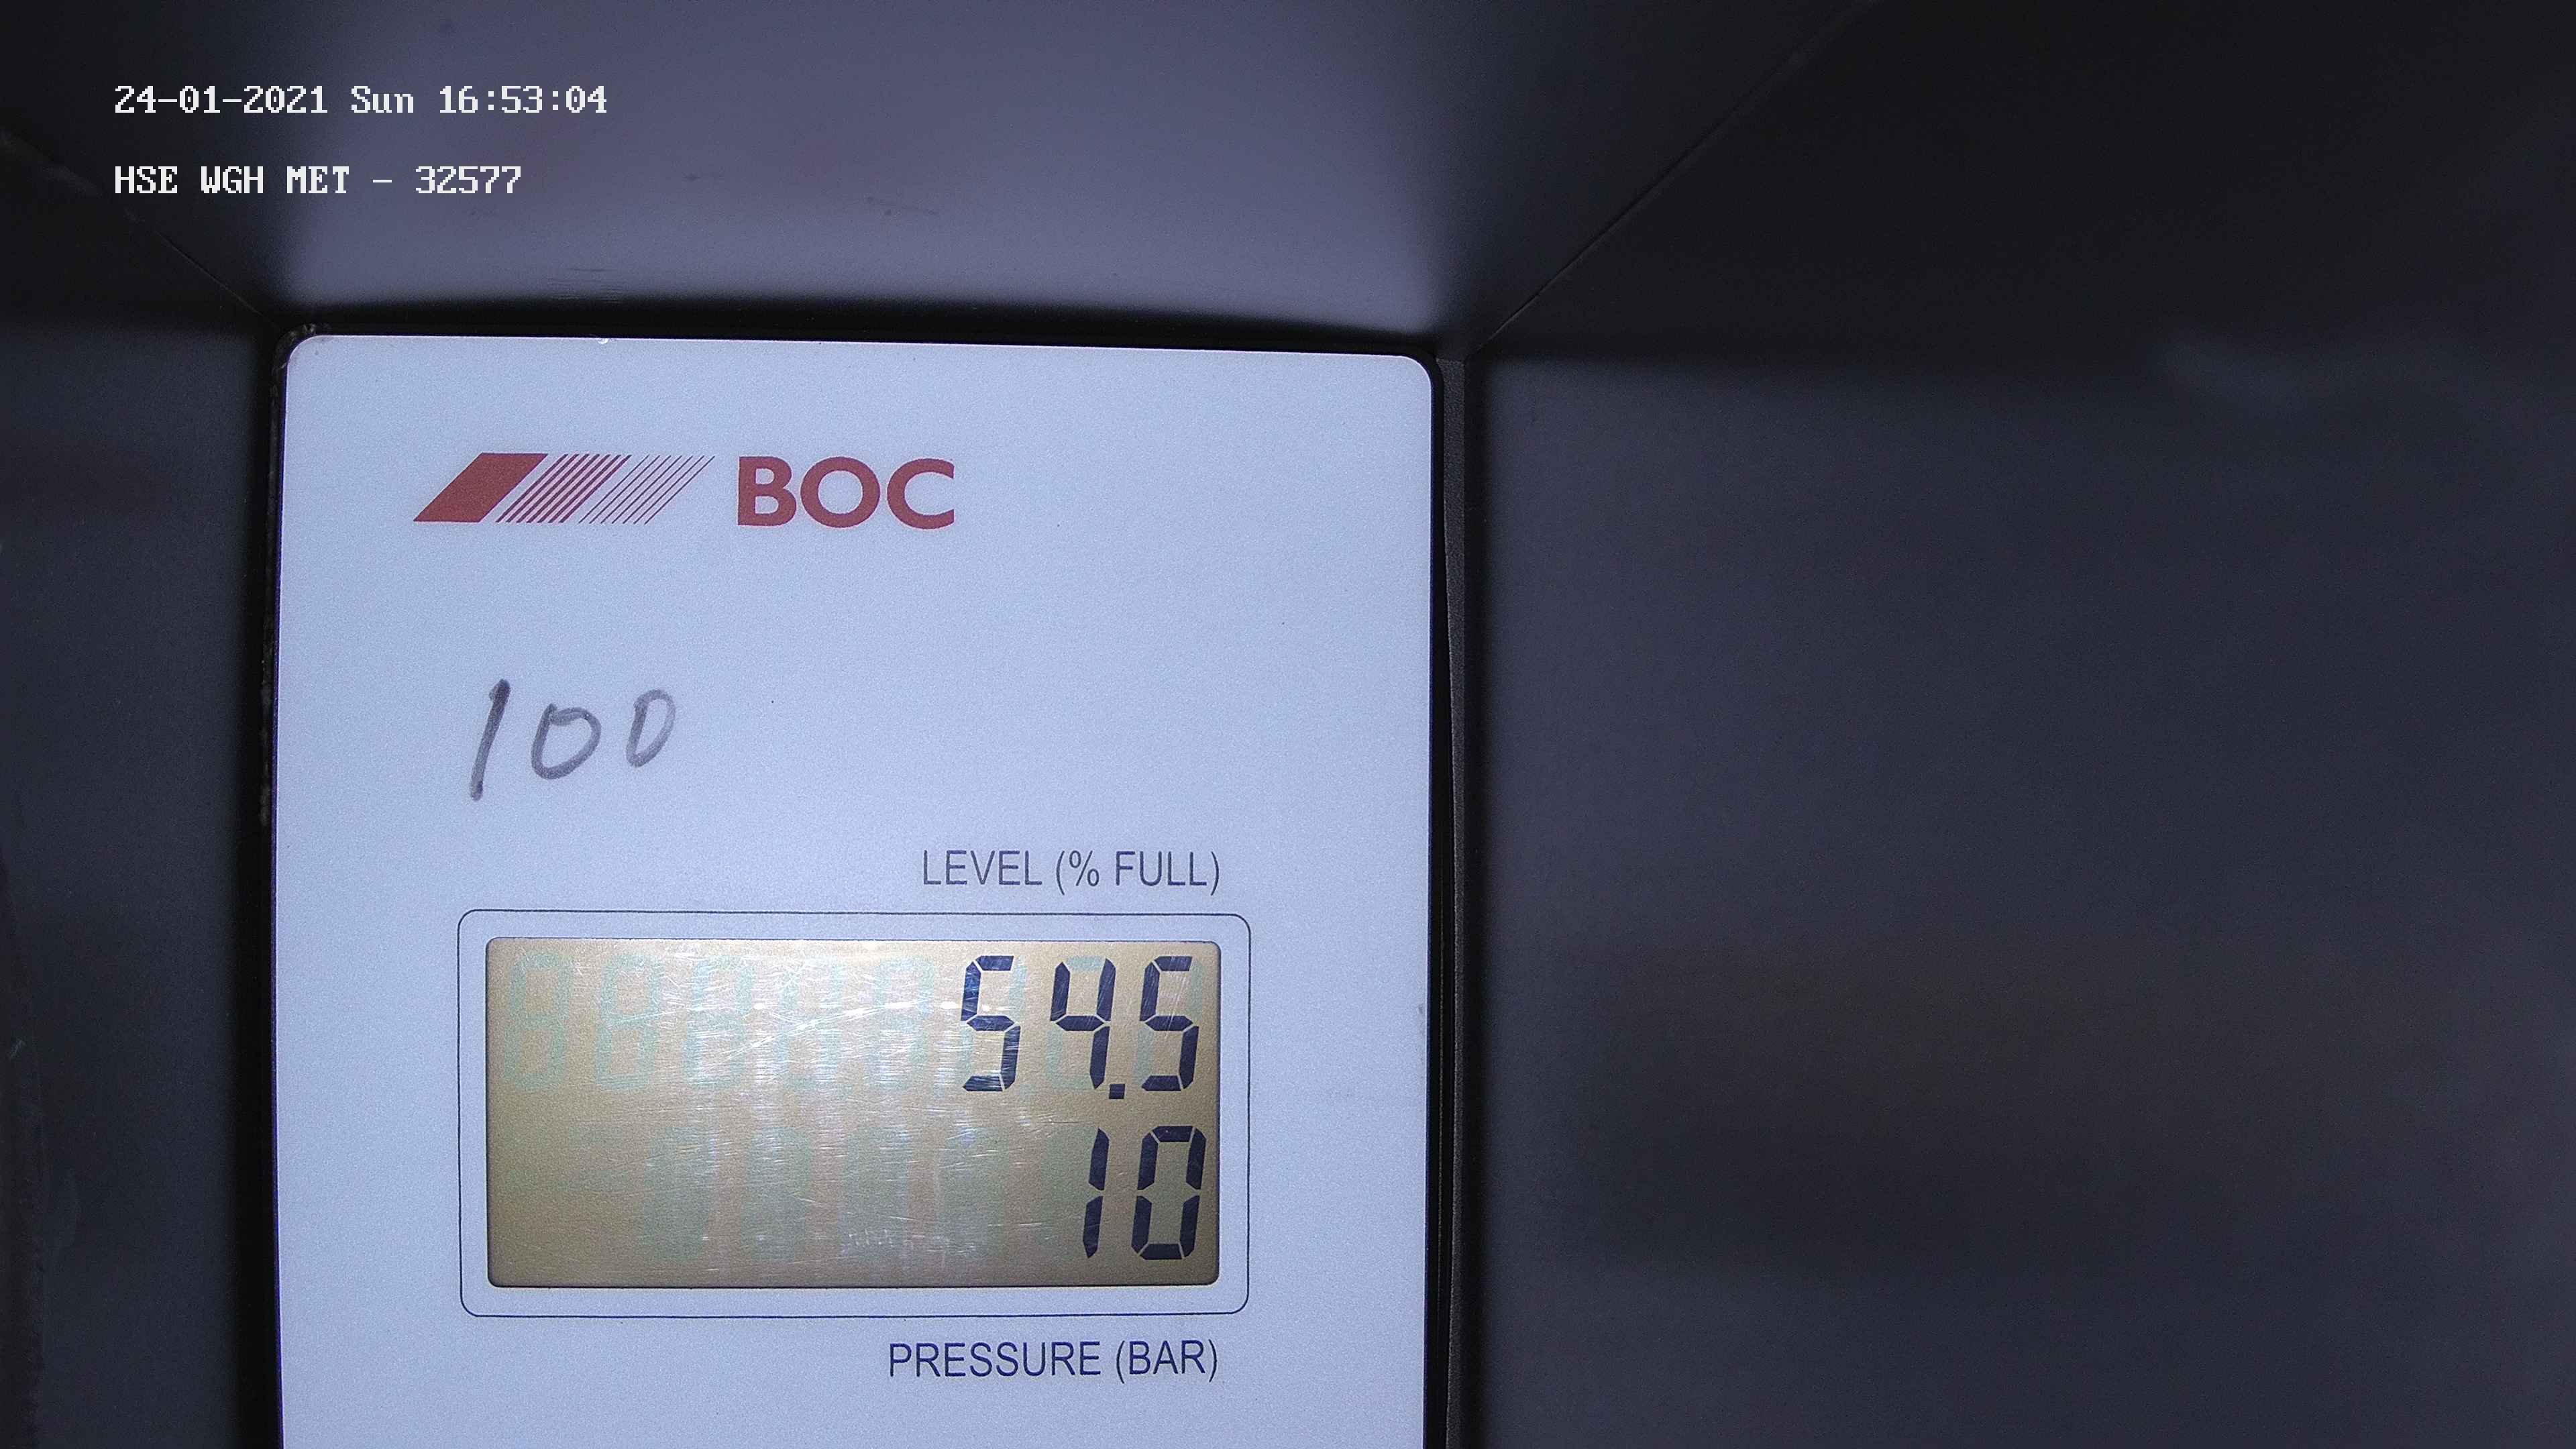 24-01-2021 Sun 16:53:04
HSE WGH MET - 32577
BOC
100
LEVEL (% FULL)
54.5
10
PRESSURE (BAR)